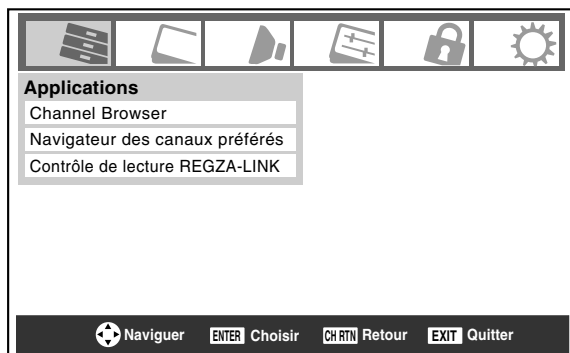 Applications
Channel Browser
Navigateur des canaux préférés
Contrôle de lecture REGZA-LINK
Naviguer ENTER Choisir CH RTN Retour EXIT Quitter